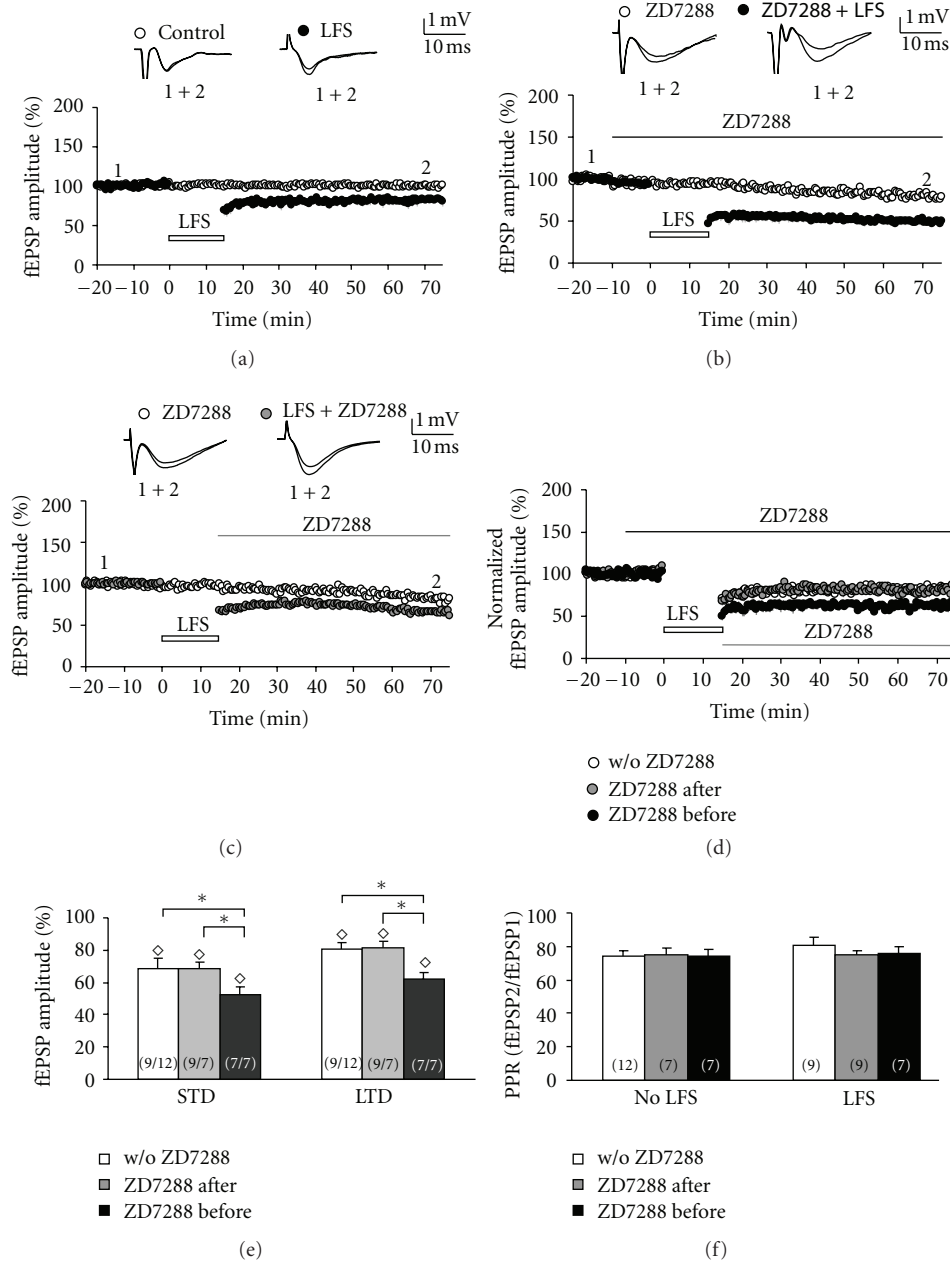 ○ Control ● LFS
1 mV
10 ms
1 + 2 1 + 2
fEPSP amplitude (%)
200
150
100
50
0
1 2
LFS
−20 −10 0 10 20 30 40 50 60 70
Time (min)
(a)
○ ZD7288 ● ZD7288 + LFS
1 mV
10 ms
1 + 2 1 + 2
fEPSP amplitude (%)
200
150
100
50
0
ZD7288
1 2
LFS
−20 −10 0 10 20 30 40 50 60 70
Time (min)
(b)
○ ZD7288 ● LFS + ZD7288
1 mV
10 ms
1 + 2 1 + 2
fEPSP amplitude (%)
200
150
100
50
0
ZD7288
1 2
LFS
−20 −10 0 10 20 30 40 50 60 70
Time (min)
(c)
Normalized
fEPSP amplitude (%)
200
150
100
50
0
ZD7288
LFS
ZD7288
−20 −10 0 10 20 30 40 50 60 70
Time (min)
○ w/o ZD7288
● ZD7288 after
● ZD7288 before
(d)
fEPSP amplitude (%)
100
80
60
40
20
0
* *
* *
◇ ◇ ◇ ◇ ◇ ◇
(9/12) (9/7) (7/7) (9/12) (9/7) (7/7)
STD LTD
□ w/o ZD7288
■ ZD7288 after
■ ZD7288 before
(e)
PPR (fEPSP2/fEPSP1)
100
80
60
40
20
0
(12) (7) (7) (9) (9) (7)
No LFS LFS
□ w/o ZD7288
■ ZD7288 after
■ ZD7288 before
(f)